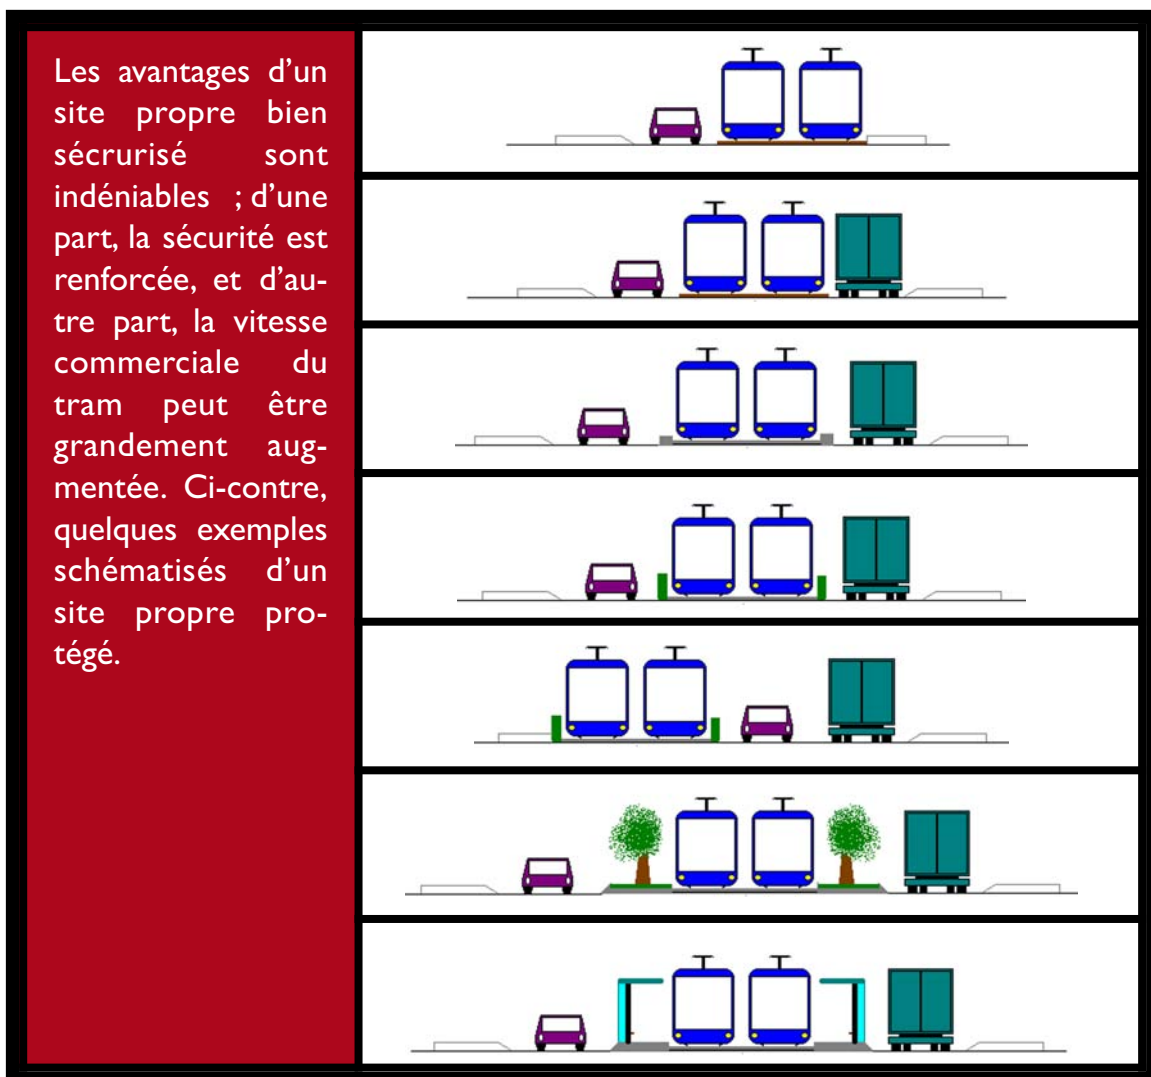 Les avantages d’un
site propre bien
sécrurisé sont
indéniables ; d’une
part, la sécurité est
renforcée, et d’au-
tre part, la vitesse
commerciale du
tram peut être
grandement aug-
mentée. Ci-contre,
quelques exemples
schématisés d’un
site propre pro-
tégé.